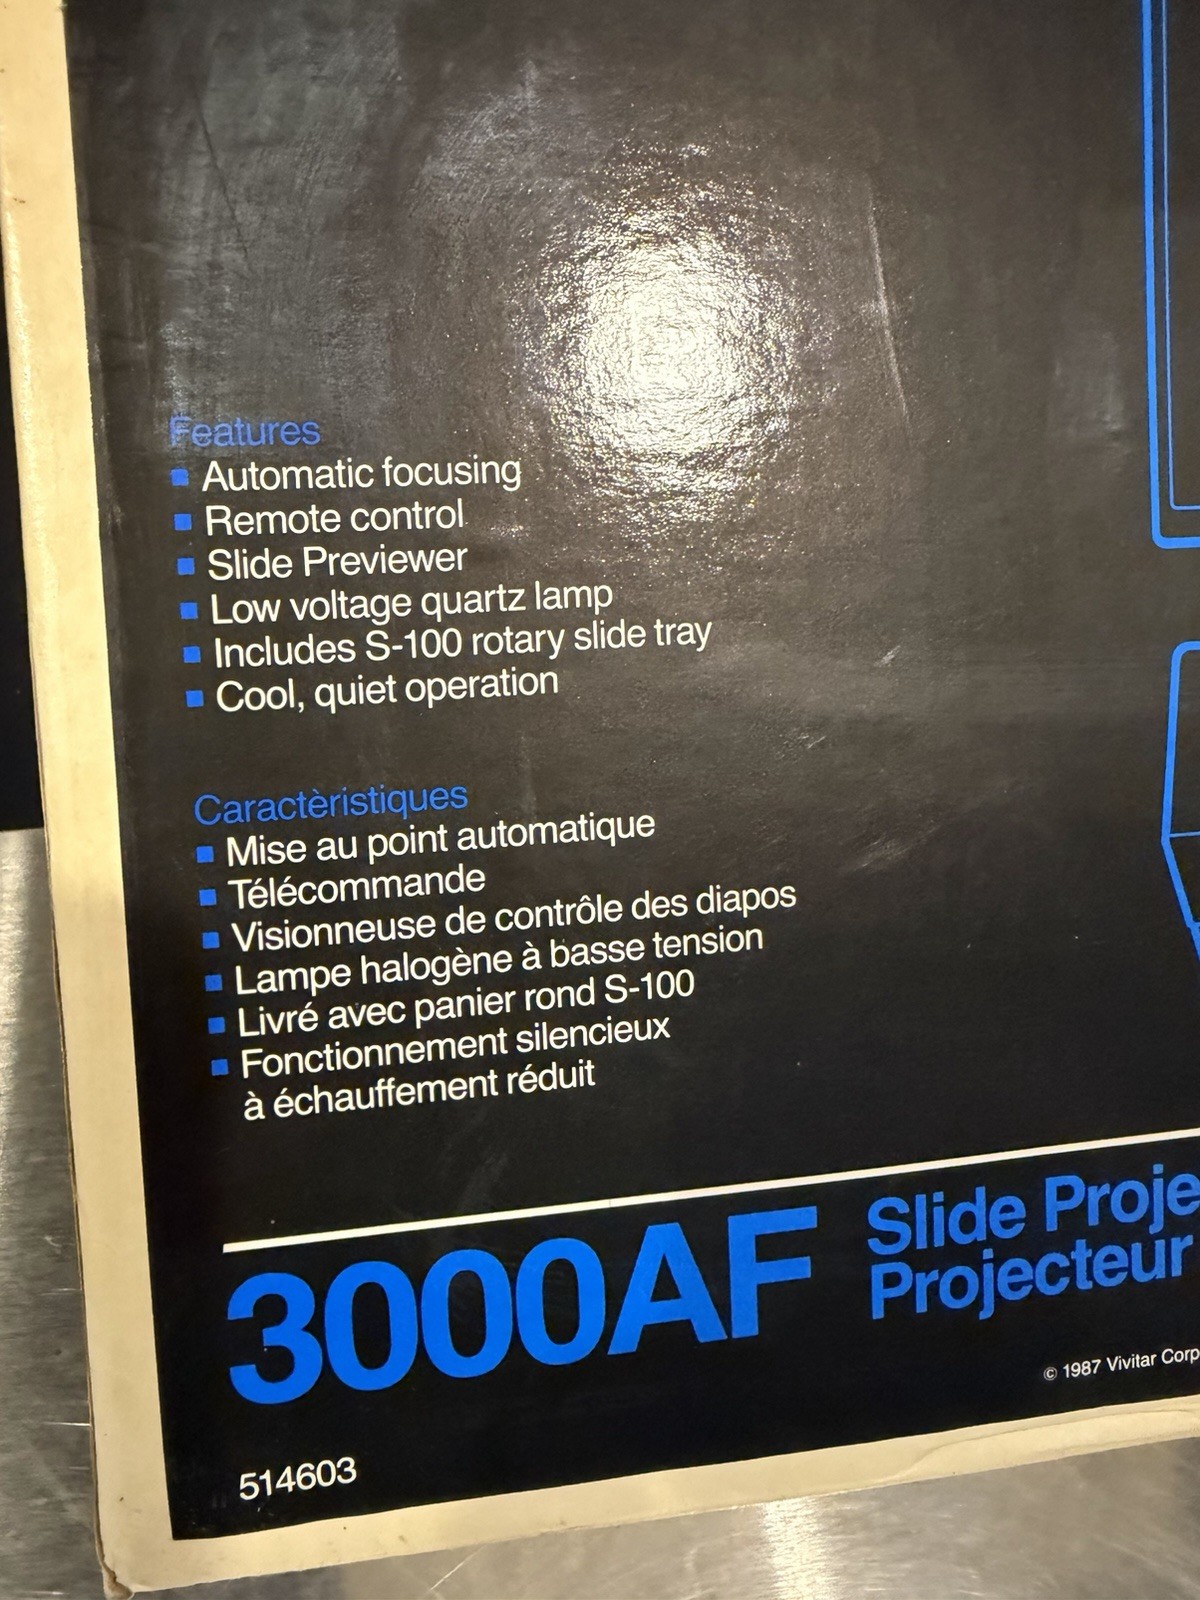 Features
Automatic focusing
Remote control
Slide Previewer
Low voltage quartz lamp
Includes S-100 rotary slide tray
Cool, quiet operation
Caractèristiques
Mise au point automatique
Télécommande
Visionneuse de contrôle des diapos
Lampe halogène à basse tension
Livré avec panier rond S-100
Fonctionnement silencieux
à échauffement réduit
3000AF
Slide Proje
Projecteur
© 1987 Vivitar Corp
514603